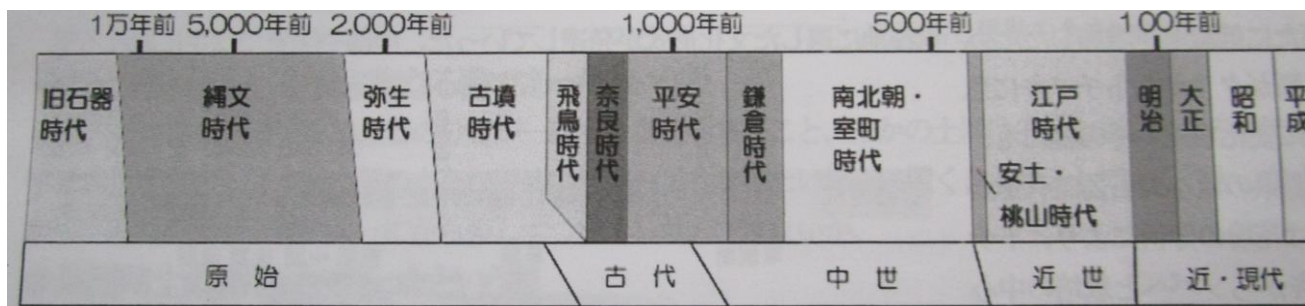 1万年前 5,000年前 2,000年前 1,000年前 500年前 100年前
旧石器時代
縄文時代
弥生時代
古墳時代
飛鳥時代
奈良時代
平安時代
鎌倉時代
南北朝・室町時代
安土・桃山時代
江戸時代
明治
大正
昭和
平成
原始 古代 中世 近世 近・現代